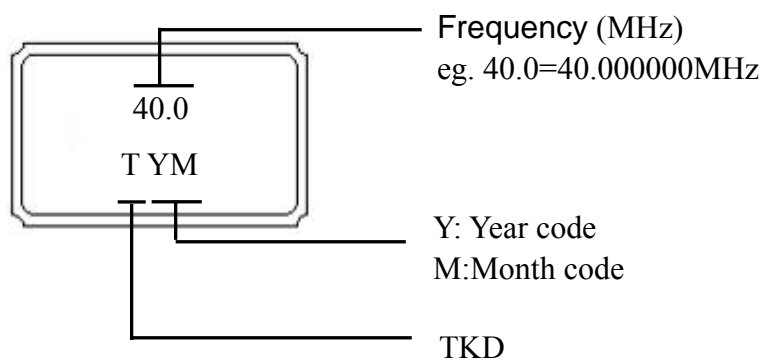 Frequency (MHz)
eg. 40.0=40.000000MHz
40.0
T YM
Y: Year code
M:Month code
TKD